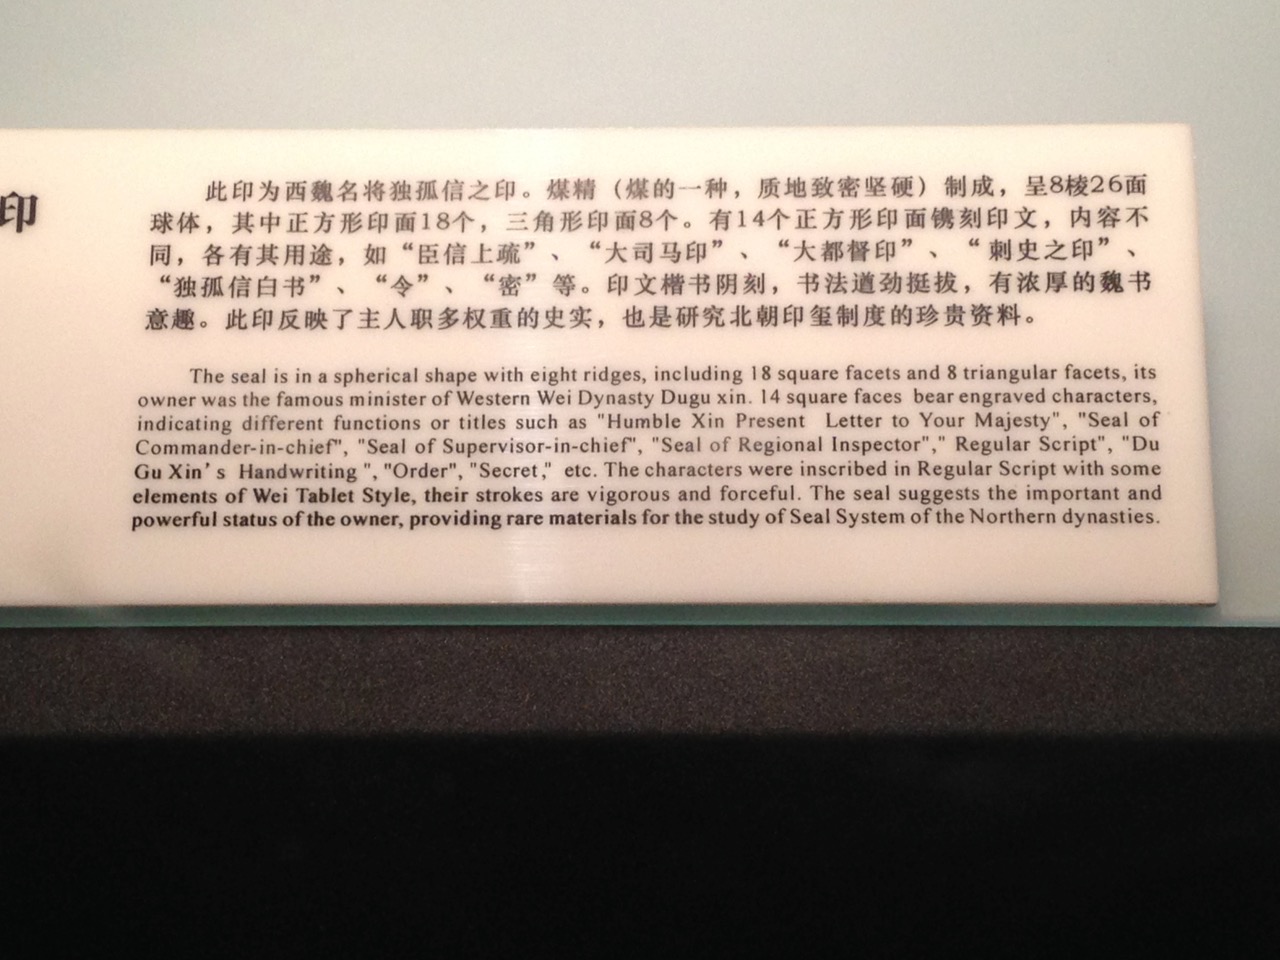 印
此印为西魏名将独孤信之印。煤精（煤的一种，质地致密坚硬）制成，呈8棱26面
球体，其中正方形印面18个，三角形印面8个。有14个正方形印面镌刻印文，内容不
同，各有其用途，如“臣信上疏”、“大司马印”、“大都督印”、“刺史之印”、
“独孤信白书”、“令”、“密”等。印文楷书阴刻，书法遒劲挺拔，有浓厚的魏书
意趣。此印反映了主人职多权重的史实，也是研究北朝印玺制度的珍贵资料。
The seal is in a spherical shape with eight ridges, including 18 square facets and 8 triangular facets, its
owner was the famous minister of Western Wei Dynasty Dugu xin. 14 square faces bear engraved characters,
indicating different functions or titles such as "Humble Xin Present Letter to Your Majesty", "Seal of
Commander-in-chief", "Seal of Supervisor-in-chief", "Seal of Regional Inspector"," Regular Script", "Du
Gu Xin’s Handwriting ", "Order", "Secret," etc. The characters were inscribed in Regular Script with some
elements of Wei Tablet Style, their strokes are vigorous and forceful. The seal suggests the important and
powerful status of the owner, providing rare materials for the study of Seal System of the Northern dynasties.